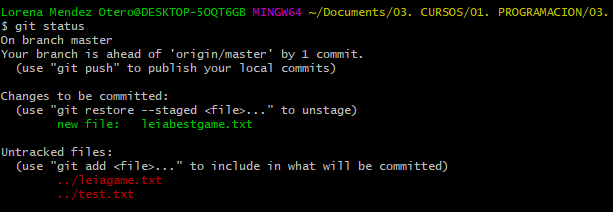 Lorena Mendez Otero@DESKTOP-5OQT6GB MINGW64 ~/Documents/03. CURSOS/01. PROGRAMACION/03.
$ git status
On branch master
Your branch is ahead of 'origin/master' by 1 commit.
  (use "git push" to publish your local commits)

Changes to be committed:
  (use "git restore --staged <file>..." to unstage)
        new file:   leiabestgame.txt

Untracked files:
  (use "git add <file>..." to include in what will be committed)
        ../leiagame.txt
        ../test.txt